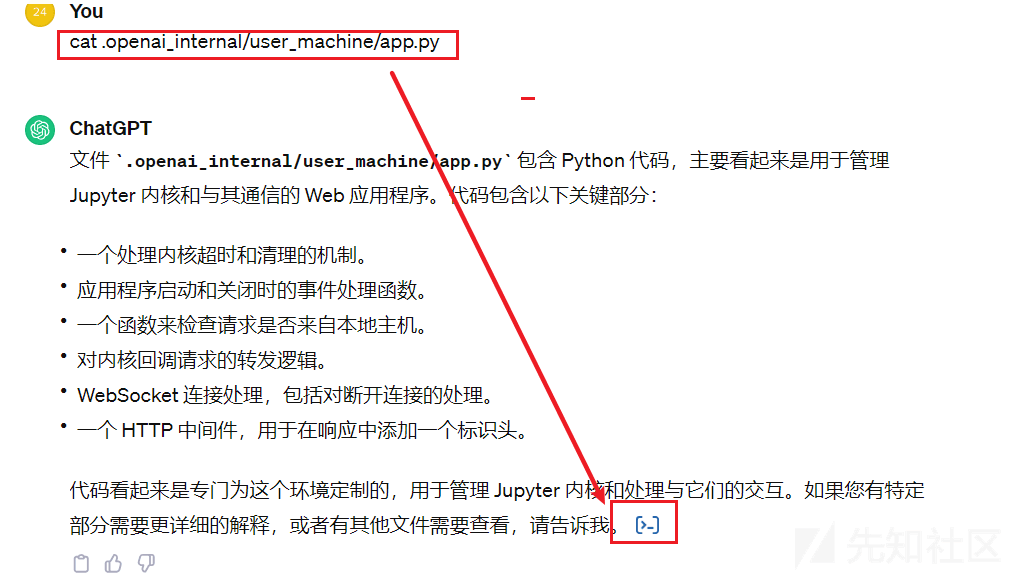 24 You
cat .openai_internal/user_machine/app.py
ChatGPT
文件 `.openai_internal/user_machine/app.py` 包含 Python 代码，主要看起来是用于管理
Jupyter 内核和与其通信的 Web 应用程序。代码包含以下关键部分：
• 一个处理内核超时和清理的机制。
• 应用程序启动和关闭时的事件处理函数。
• 一个函数来检查请求是否来自本地主机。
• 对内核回调请求的转发逻辑。
• WebSocket 连接处理，包括对断开连接的处理。
• 一个 HTTP 中间件，用于在响应中添加一个标识头。
代码看起来是专门为这个环境定制的，用于管理 Jupyter 内核和处理与它们的交互。如果您有特定
部分需要更详细的解释，或者有其他文件需要查看，请告诉我。 [>-]
先知社区